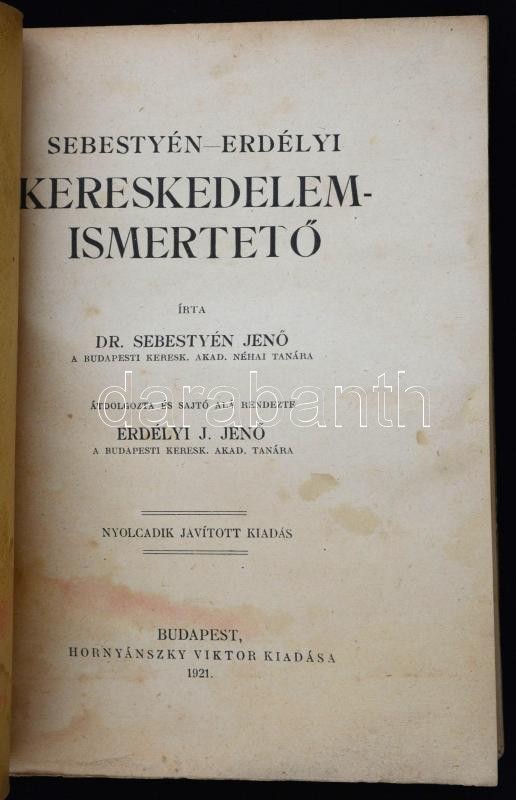 SEBESTYÉN—ERDÉLYI
KERESKEDELEM-
ISMERTETŐ
ÍRTA
DR. SEBESTYÉN JENŐ
A BUDAPESTI KERESK. AKAD. NÉHAI TANÁRA
ÁTDOLGOZTA ÉS SAJTÓ ALÁ RENDEZTE
darabanth
ERDÉLYI J. JENŐ
A BUDAPESTI KERESK. AKAD. TANÁRA
NYOLCADIK JAVÍTOTT KIADÁS
BUDAPEST,
HORNYÁNSZKY VIKTOR KIADÁSA
1921.